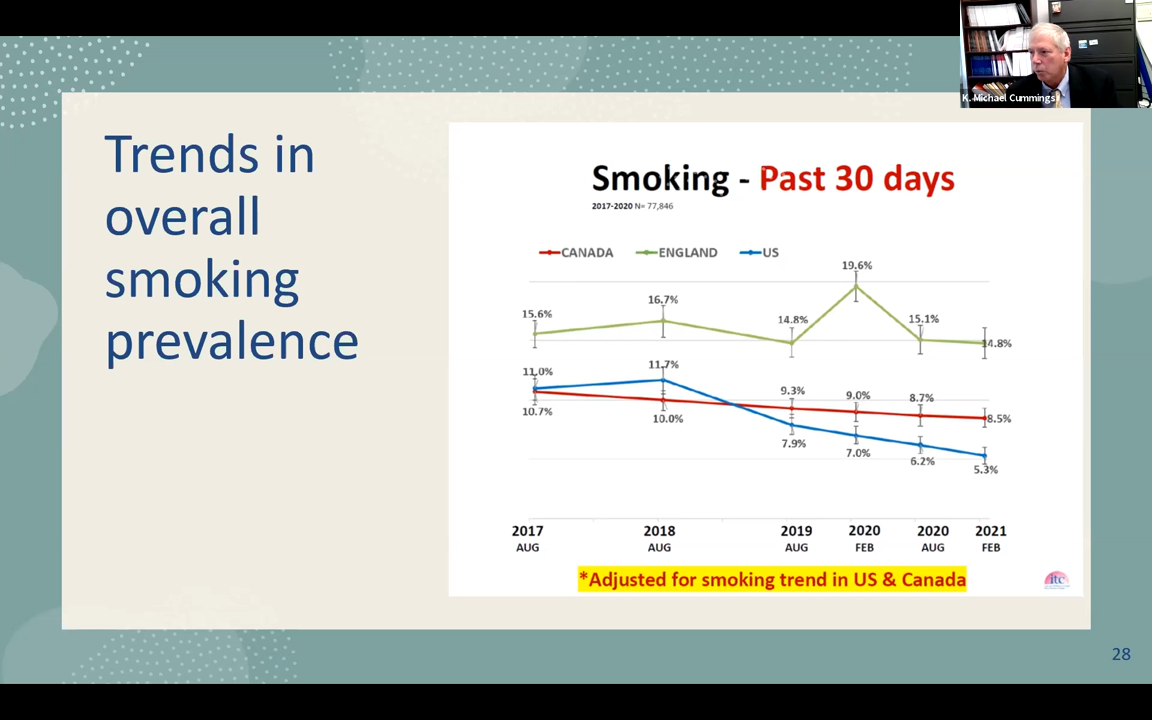 K. Michael Cummings
Trends in
overall
smoking
prevalence
Smoking - Past 30 days
2017-2020 N= 77,846
CANADA ENGLAND US
19.6%
16.7%
15.6%
14.8%
15.1%
14.8%
11.0%
11.7%
9.3%
9.0%
8.7%
8.5%
10.7%
10.0%
7.9%
7.0%
6.2%
5.3%
2017 2018 2019 2020 2020 2021
AUG AUG AUG FEB AUG FEB
*Adjusted for smoking trend in US & Canada
itc
28